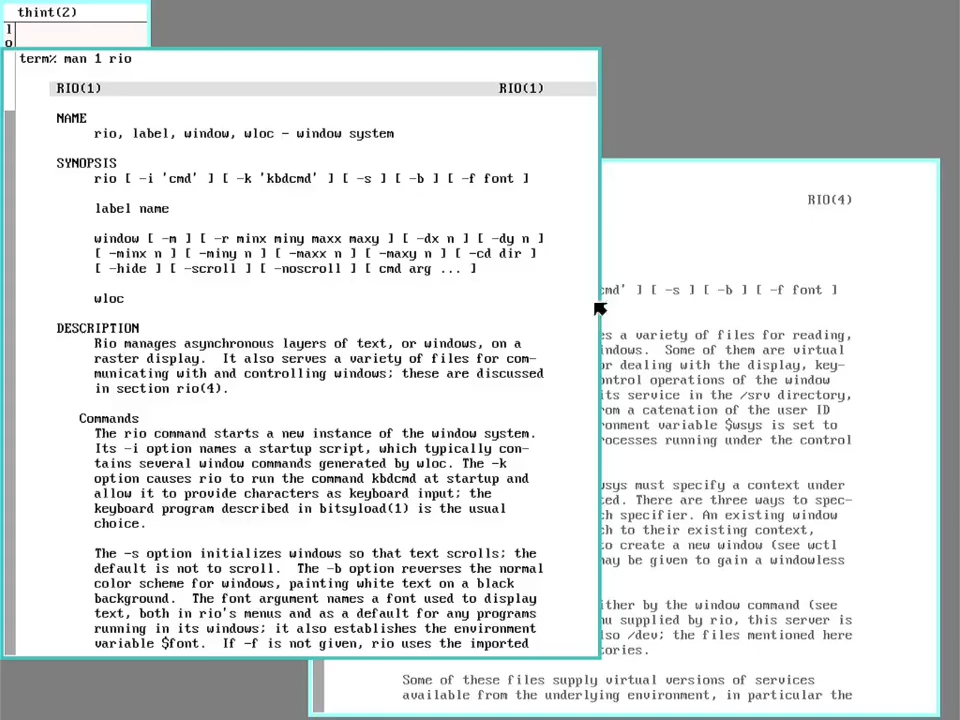 thint(2)
l
o
term% man 1 rio
RIO(1) RIO(1)
NAME
rio, label, window, wloc - window system
SYNOPSIS
rio [ -i 'cmd' ] [ -k 'kbdcmd' ] [ -s ] [ -b ] [ -f font ]
label name
window [ -m ] [ -r minx miny maxx maxy ] [ -dx n ] [ -dy n ]
[ -minx n ] [ -miny n ] [ -maxx n ] [ -maxy n ] [ -cd dir ]
[ -hide ] [ -scroll ] [ -noscroll ] [ cmd arg ... ]
wloc
DESCRIPTION
Rio manages asynchronous layers of text, or windows, on a
raster display.  It also serves a variety of files for com-
municating with and controlling windows; these are discussed
in section rio(4).
Commands
The rio command starts a new instance of the window system.
Its -i option names a startup script, which typically con-
tains several window commands generated by wloc. The -k
option causes rio to run the command kbdcmd at startup and
allow it to provide characters as keyboard input; the
keyboard program described in bitsyload(1) is the usual
choice.
The -s option initializes windows so that text scrolls; the
default is not to scroll.  The -b option reverses the normal
color scheme for windows, painting white text on a black
background.  The font argument names a font used to display
text, both in rio's menus and as a default for any programs
running in its windows; it also establishes the environment
variable $font.  If -f is not given, rio uses the imported
RIO(4)
cmd' ] [ -s ] [ -b ] [ -f font ]
es a variety of files for reading,
indows.  Some of them are virtual
or dealing with the display, key-
ontrol operations of the window
its service in the /srv directory,
rom a catenation of the user ID
ronment variable $wsys is set to
rocesses running under the control
wsys must specify a context under
ted. There are three ways to spec-
ch specifier. An existing window
ch to their existing context,
to create a new window (see wctl
may be given to gain a windowless
ither by the window command (see
nu supplied by rio, this server is
lso /dev; the files mentioned here
tories.
Some of these files supply virtual versions of services
available from the underlying environment, in particular the